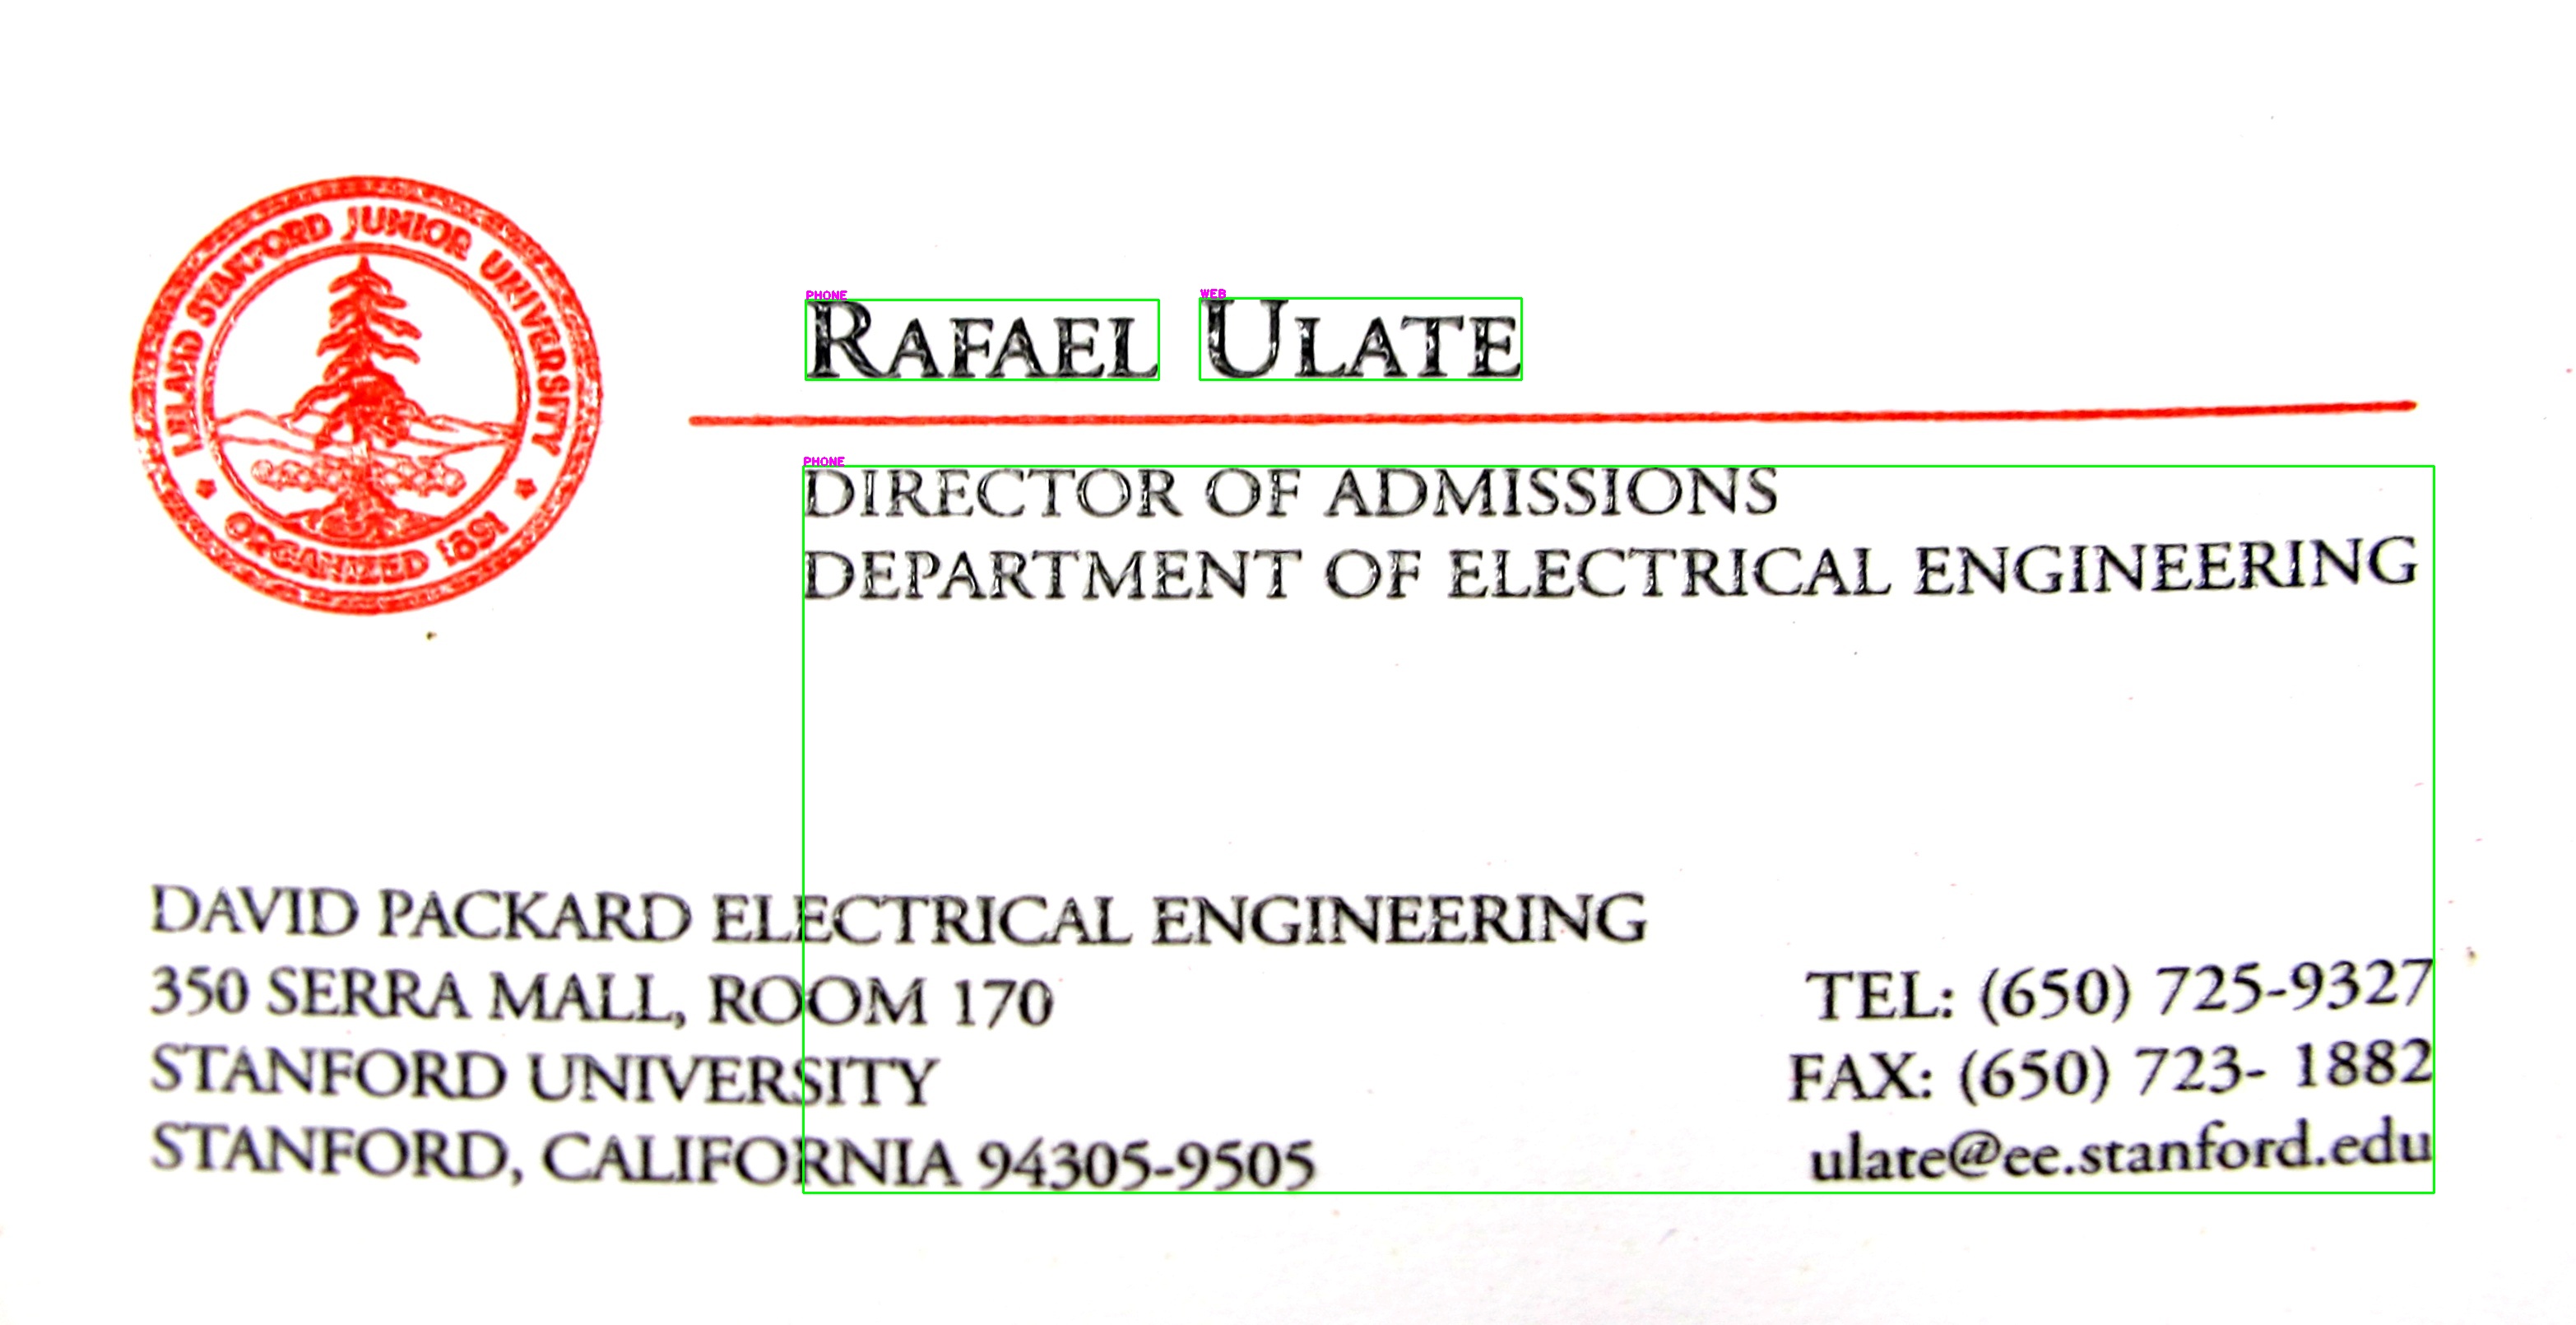 LELAND STANFORD JUNIOR UNIVERSITY
ORGANIZED 1891
PHONE
WEB
RAFAEL ULATE
PHONE
DIRECTOR OF ADMISSIONS
DEPARTMENT OF ELECTRICAL ENGINEERING
DAVID PACKARD ELECTRICAL ENGINEERING
350 SERRA MALL, ROOM 170
STANFORD UNIVERSITY
STANFORD, CALIFORNIA 94305-9505
TEL: (650) 725-9327
FAX: (650) 723- 1882
ulate@ee.stanford.edu